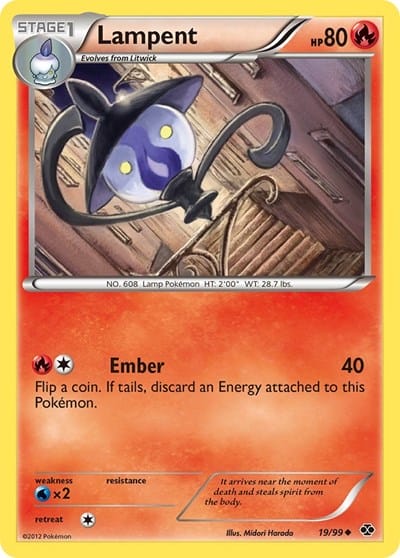 STAGE1
Lampent
HP80
Evolves from Litwick
NO. 608 Lamp Pokémon HT: 2'00" WT: 28.7 lbs.
Ember 40
Flip a coin. If tails, discard an Energy attached to this
Pokémon.
weakness resistance
×2
It arrives near the moment of
death and steals spirit from
the body.
retreat
©2012 Pokémon
Illus. Midori Harada 19/99